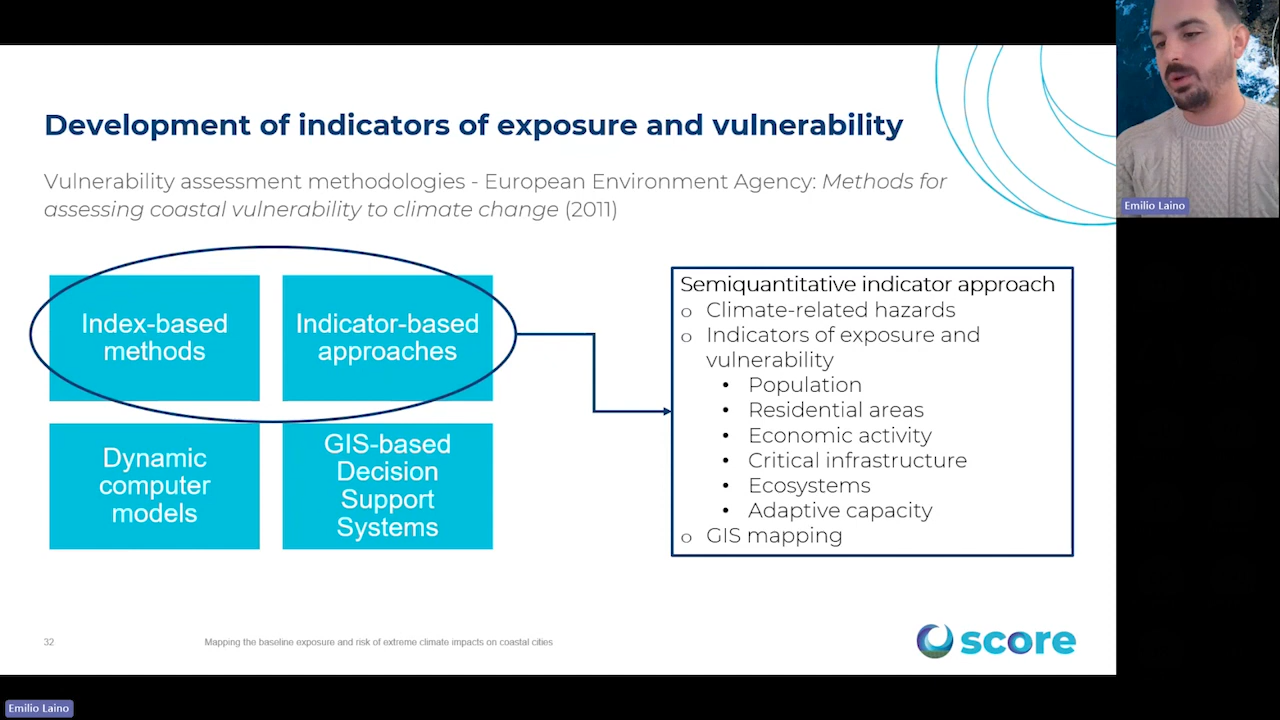 Development of indicators of exposure and vulnerability
Vulnerability assessment methodologies - European Environment Agency: Methods for
assessing coastal vulnerability to climate change (2011)
Index-based
methods
Indicator-based
approaches
Dynamic
computer
models
GIS-based
Decision
Support
Systems
Semiquantitative indicator approach
o Climate-related hazards
o Indicators of exposure and
vulnerability
• Population
• Residential areas
• Economic activity
• Critical infrastructure
• Ecosystems
• Adaptive capacity
o GIS mapping
32
Mapping the baseline exposure and risk of extreme climate impacts on coastal cities
score
Emilio Laino
Emilio Laino